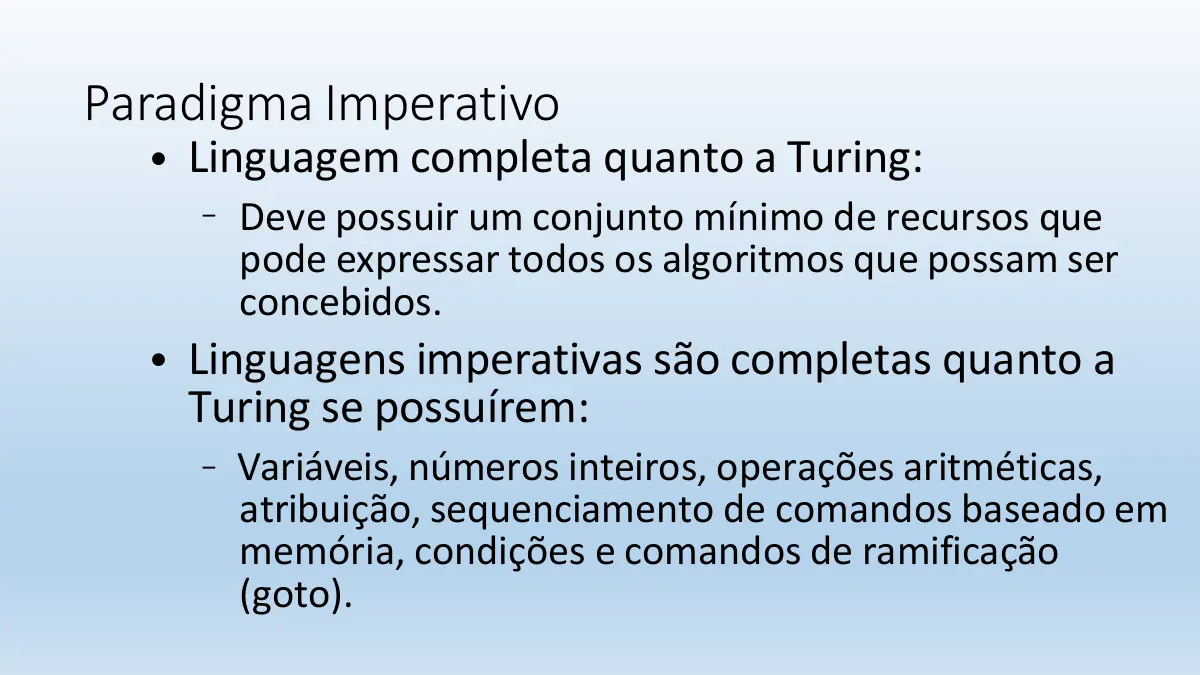 Paradigma Imperativo
• Linguagem completa quanto a Turing:
– Deve possuir um conjunto mínimo de recursos que
pode expressar todos os algoritmos que possam ser
concebidos.
• Linguagens imperativas são completas quanto a
Turing se possuírem:
– Variáveis, números inteiros, operações aritméticas,
atribuição, sequenciamento de comandos baseado em
memória, condições e comandos de ramificação
(goto).